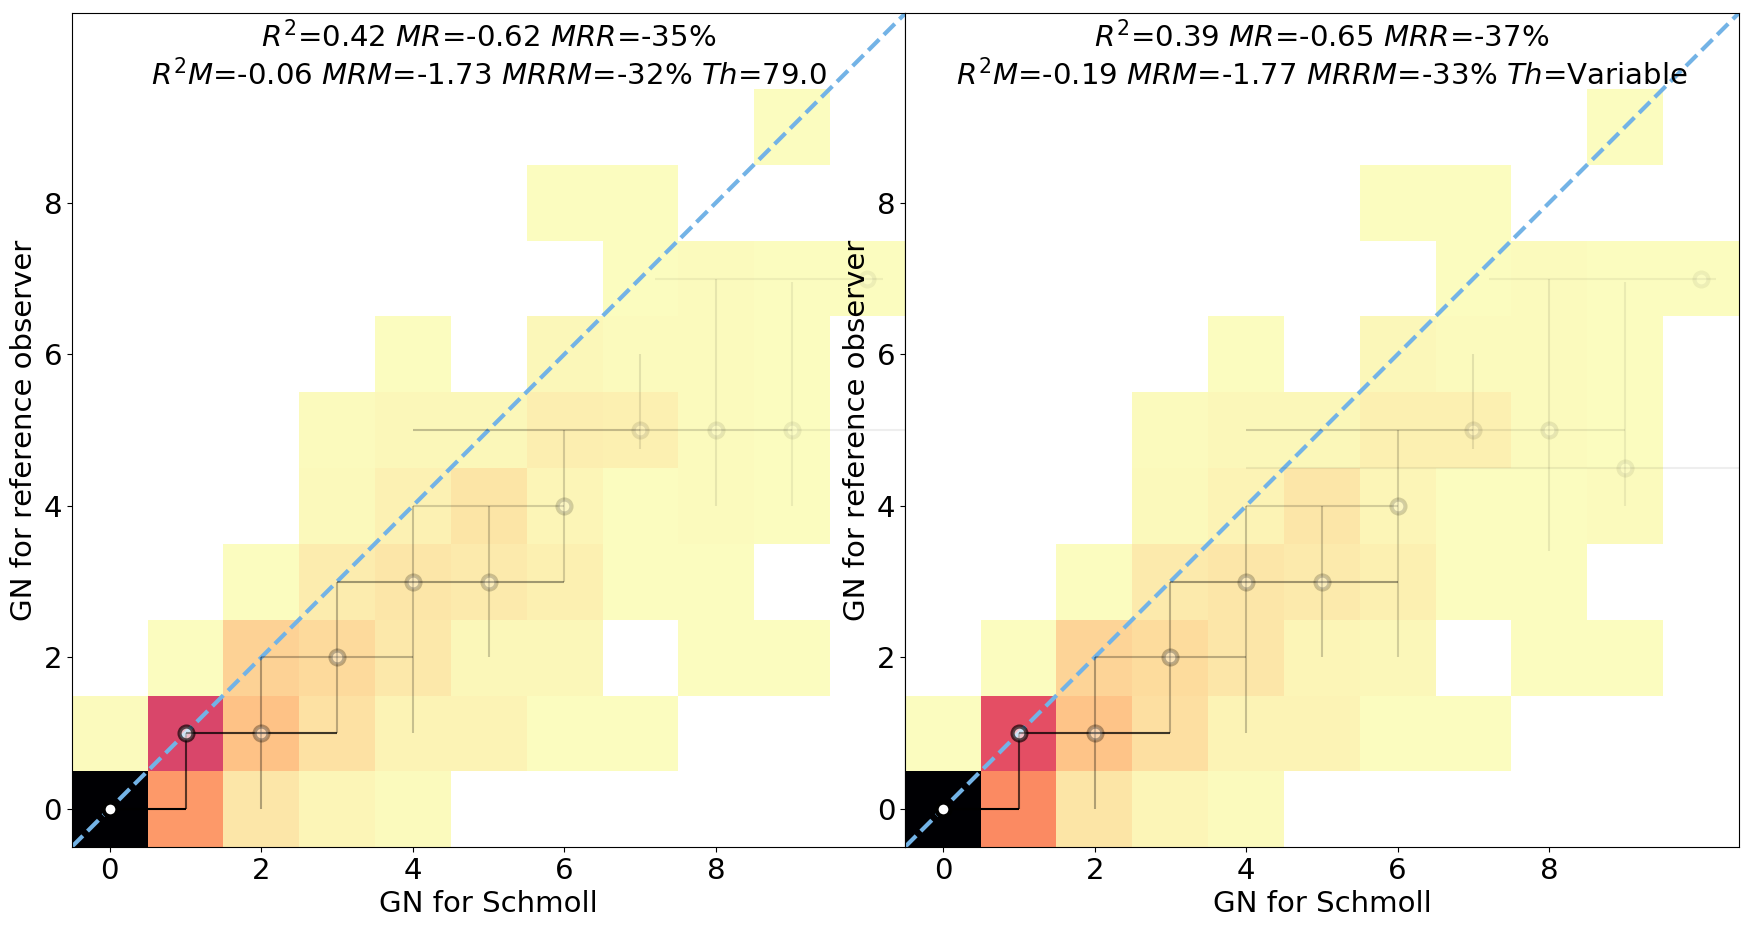 R²=0.42 MR=-0.62 MRR=-35%
R²M=-0.06 MRM=-1.73 MRRM=-32% Th=79.0
GN for reference observer
8
6
4
2
0
0 2 4 6 8
GN for Schmoll
R²=0.39 MR=-0.65 MRR=-37%
R²M=-0.19 MRM=-1.77 MRRM=-33% Th=Variable
GN for reference observer
8
6
4
2
0
0 2 4 6 8
GN for Schmoll